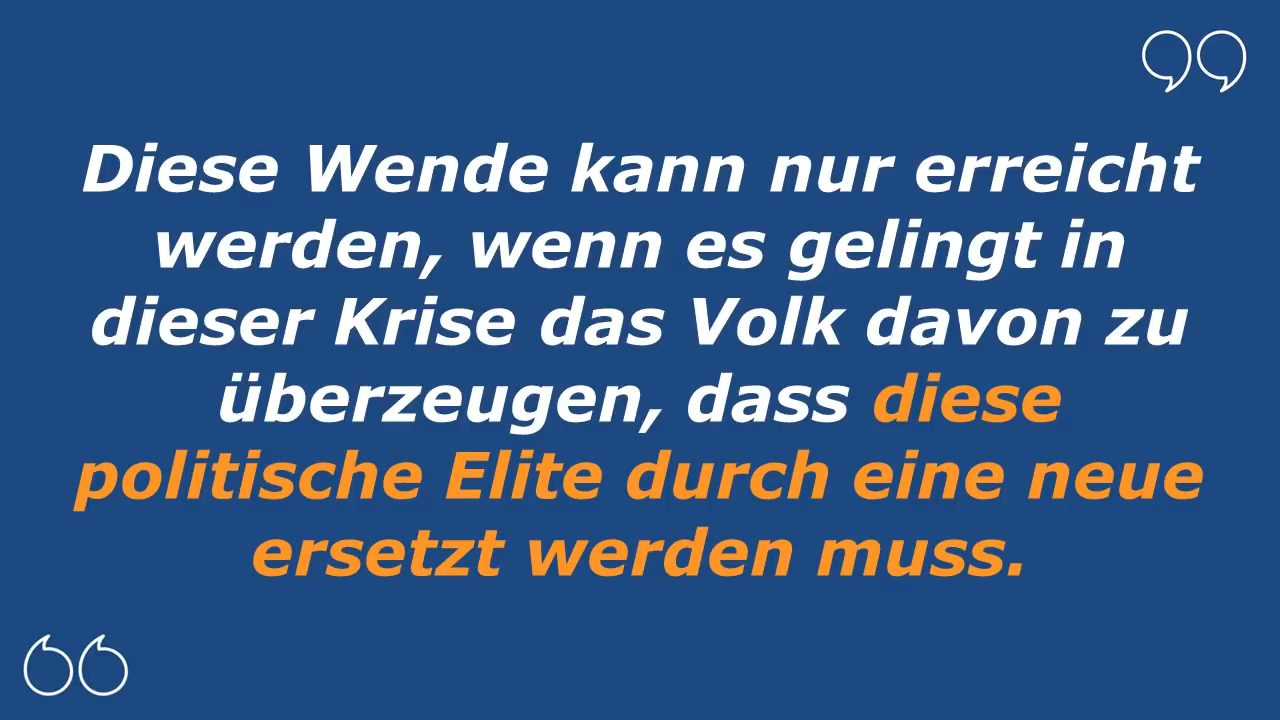 Diese Wende kann nur erreicht
werden, wenn es gelingt in
dieser Krise das Volk davon zu
überzeugen, dass diese
politische Elite durch eine neue
ersetzt werden muss.